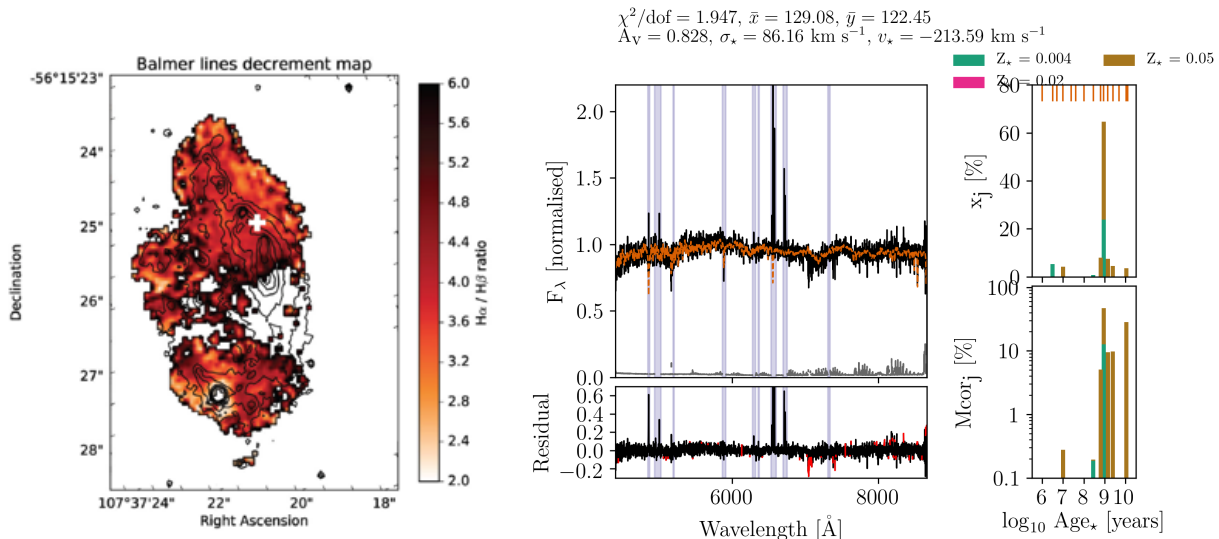 Balmer lines decrement map
-56°15'23"
24"
25"
26"
27"
28"
Declination
107°37'24"
22"
20"
18"
Right Ascension
6.0
5.6
5.2
4.8
4.4
4.0
3.6
3.2
2.8
2.4
2.0
Hα / Hβ ratio
χ²/dof = 1.947, x̄ = 129.08, ȳ = 122.45
A_V = 0.828, σ⋆ = 86.16 km s⁻¹, v⋆ = −213.59 km s⁻¹
Z⋆ = 0.004
Z⋆ = 0.05
Z⋆ = 0.02
2.0
1.5
1.0
0.5
0.0
F_λ [normalised]
0.6
0.4
0.2
0.0
−0.2
Residual
6000
8000
Wavelength [Å]
80
60
40
20
0
x_j [%]
100
10
1
0.1
Mcor_j [%]
6 7 8 9 10
log₁₀ Age⋆ [years]